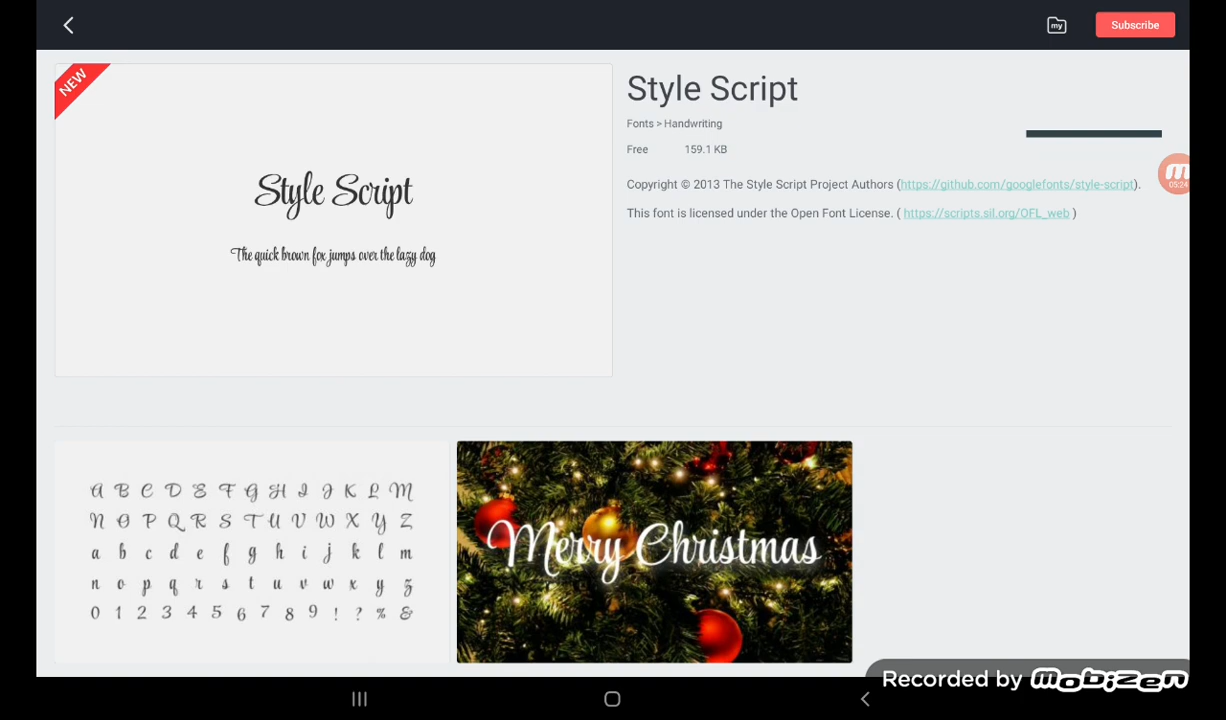 my
Subscribe
NEW
Style Script
The quick brown fox jumps over the lazy dog
Style Script
Fonts > Handwriting
Free 159.1 KB
Copyright © 2013 The Style Script Project Authors (https://github.com/googlefonts/style-script).
This font is licensed under the Open Font License. ( https://scripts.sil.org/OFL_web )
05:24
A B C D E F G H I J K L M
N O P Q R S T U V W X Y Z
a b c d e f g h i j k l m
n o p q r s t u v w x y z
0 1 2 3 4 5 6 7 8 9 ! ? % &
Merry Christmas
Recorded by mobizen